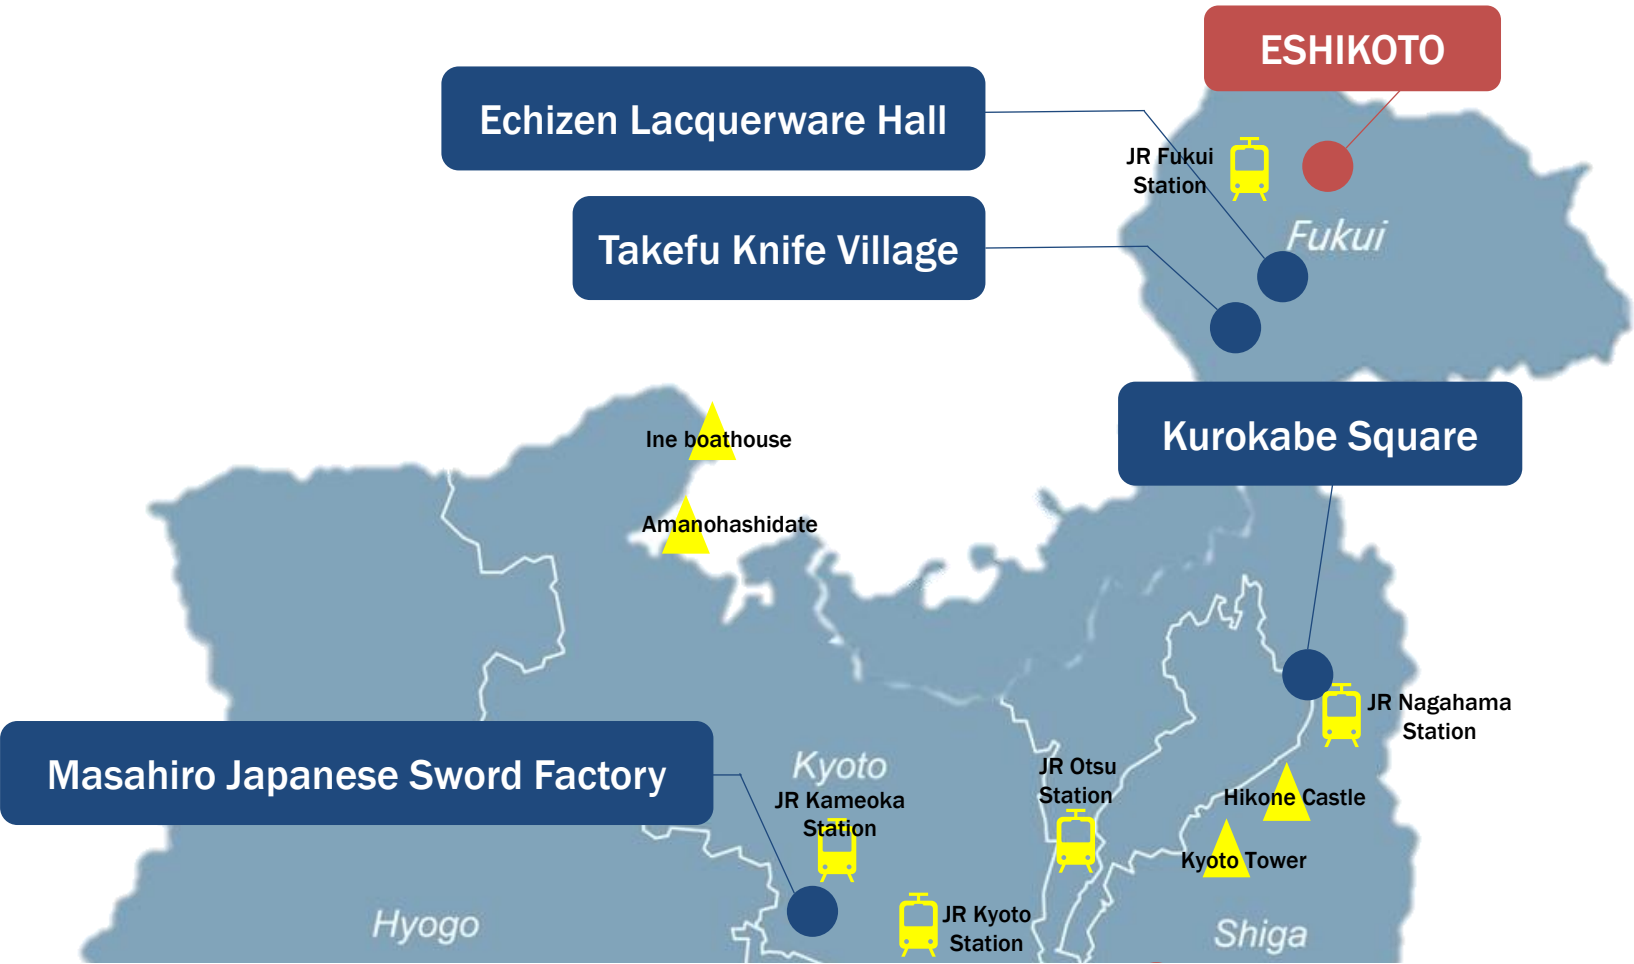 ESHIKOTO
Echizen Lacquerware Hall
JR Fukui
Station
Takefu Knife Village
Fukui
Kurokabe Square
Ine boathouse
Amanohashidate
JR Nagahama
Station
Masahiro Japanese Sword Factory
Kyoto
JR Kameoka
Station
JR Otsu
Station
Hikone Castle
Kyoto Tower
Hyogo
JR Kyoto
Station
Shiga